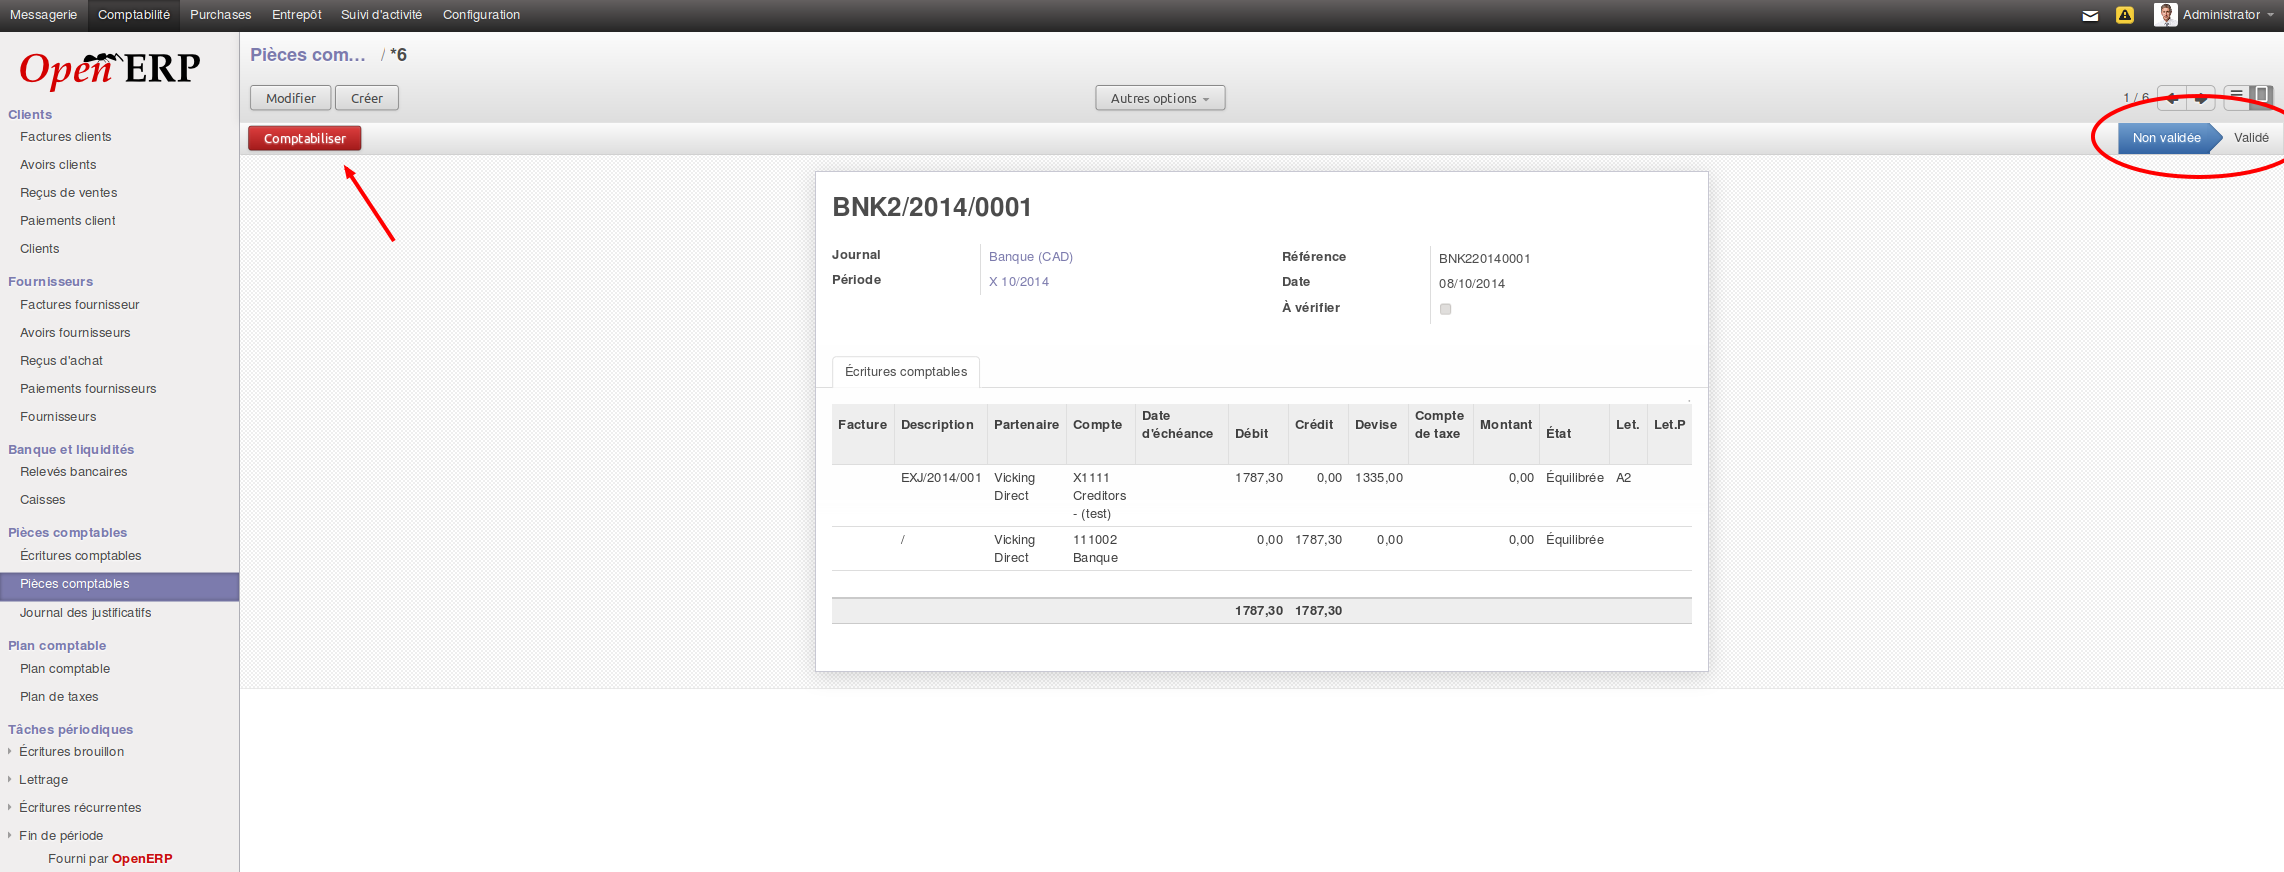 Messagerie Comptabilité Purchases Entrepôt Suivi d'activité Configuration Administrator
Open ERP
Clients
Factures clients
Avoirs clients
Reçus de ventes
Paiements client
Clients
Fournisseurs
Factures fournisseur
Avoirs fournisseurs
Reçus d'achat
Paiements fournisseurs
Fournisseurs
Banque et liquidités
Relevés bancaires
Caisses
Pièces comptables
Écritures comptables
Pièces comptables
Journal des justificatifs
Plan comptable
Plan comptable
Plan de taxes
Tâches périodiques
Écritures brouillon
Lettrage
Écritures récurrentes
Fin de période
Fourni par OpenERP
Pièces com... / *6
Modifier Créer Autres options 1 / 6
Comptabiliser Non validée Validé
BNK2/2014/0001
Journal Banque (CAD)
Période X 10/2014
Référence BNK220140001
Date 08/10/2014
À vérifier
Écritures comptables
Facture Description Partenaire Compte Date d'échéance Débit Crédit Devise Compte de taxe Montant État Let. Let.P
EXJ/2014/001 Vicking Direct X1111 Creditors - (test) 1787,30 0,00 1335,00 0,00 Équilibrée A2
/ Vicking Direct 111002 Banque 0,00 1787,30 0,00 0,00 Équilibrée
1787,30 1787,30